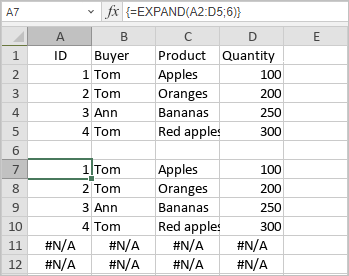 A7 fx {=EXPAND(A2:D5;6)}
A B C D E
1 ID Buyer Product Quantity
2 1 Tom Apples 100
3 2 Tom Oranges 200
4 3 Ann Bananas 250
5 4 Tom Red apples 300
6
7 1 Tom Apples 100
8 2 Tom Oranges 200
9 3 Ann Bananas 250
10 4 Tom Red apples 300
11 #N/A #N/A #N/A #N/A
12 #N/A #N/A #N/A #N/A